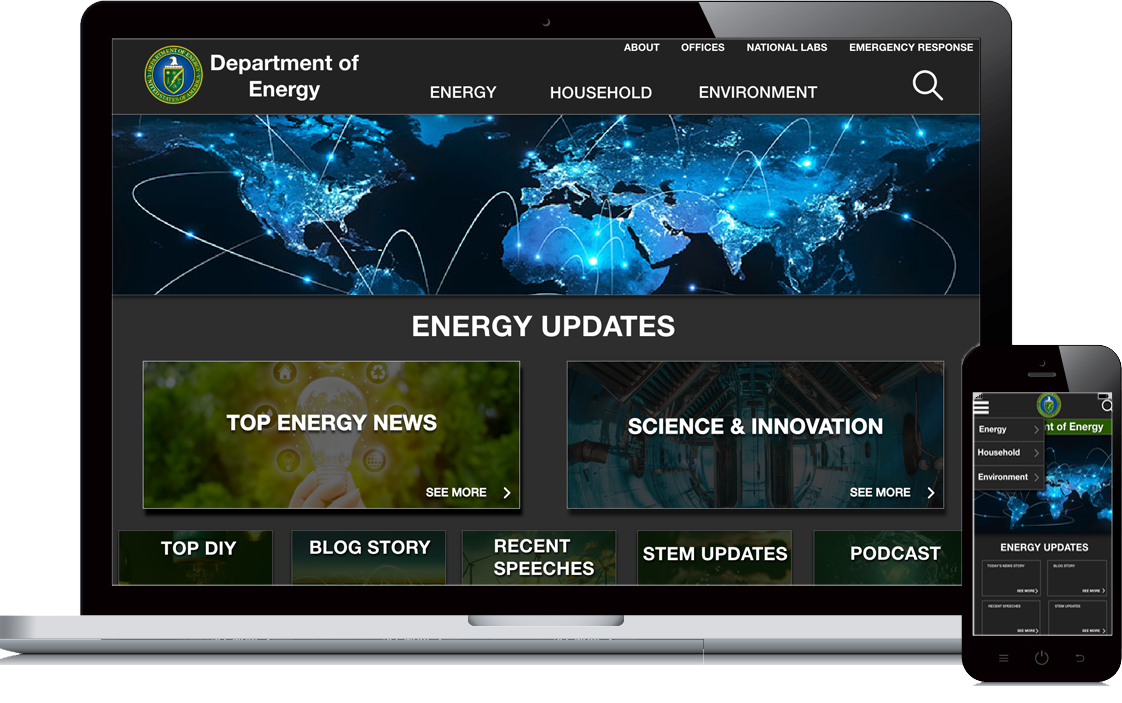 ABOUT OFFICES NATIONAL LABS EMERGENCY RESPONSE
Department of
Energy
ENERGY HOUSEHOLD ENVIRONMENT
ENERGY UPDATES
TOP ENERGY NEWS
SEE MORE
SCIENCE & INNOVATION
SEE MORE
TOP DIY
BLOG STORY
RECENT
SPEECHES
STEM UPDATES
PODCAST
nt of Energy
Energy
Household
Environment
ENERGY UPDATES
TODAY'S NEWS STORY
SEE MORE
BLOG STORY
SEE MORE
RECENT SPEECHES
SEE MORE
STEM UPDATES
SEE MORE